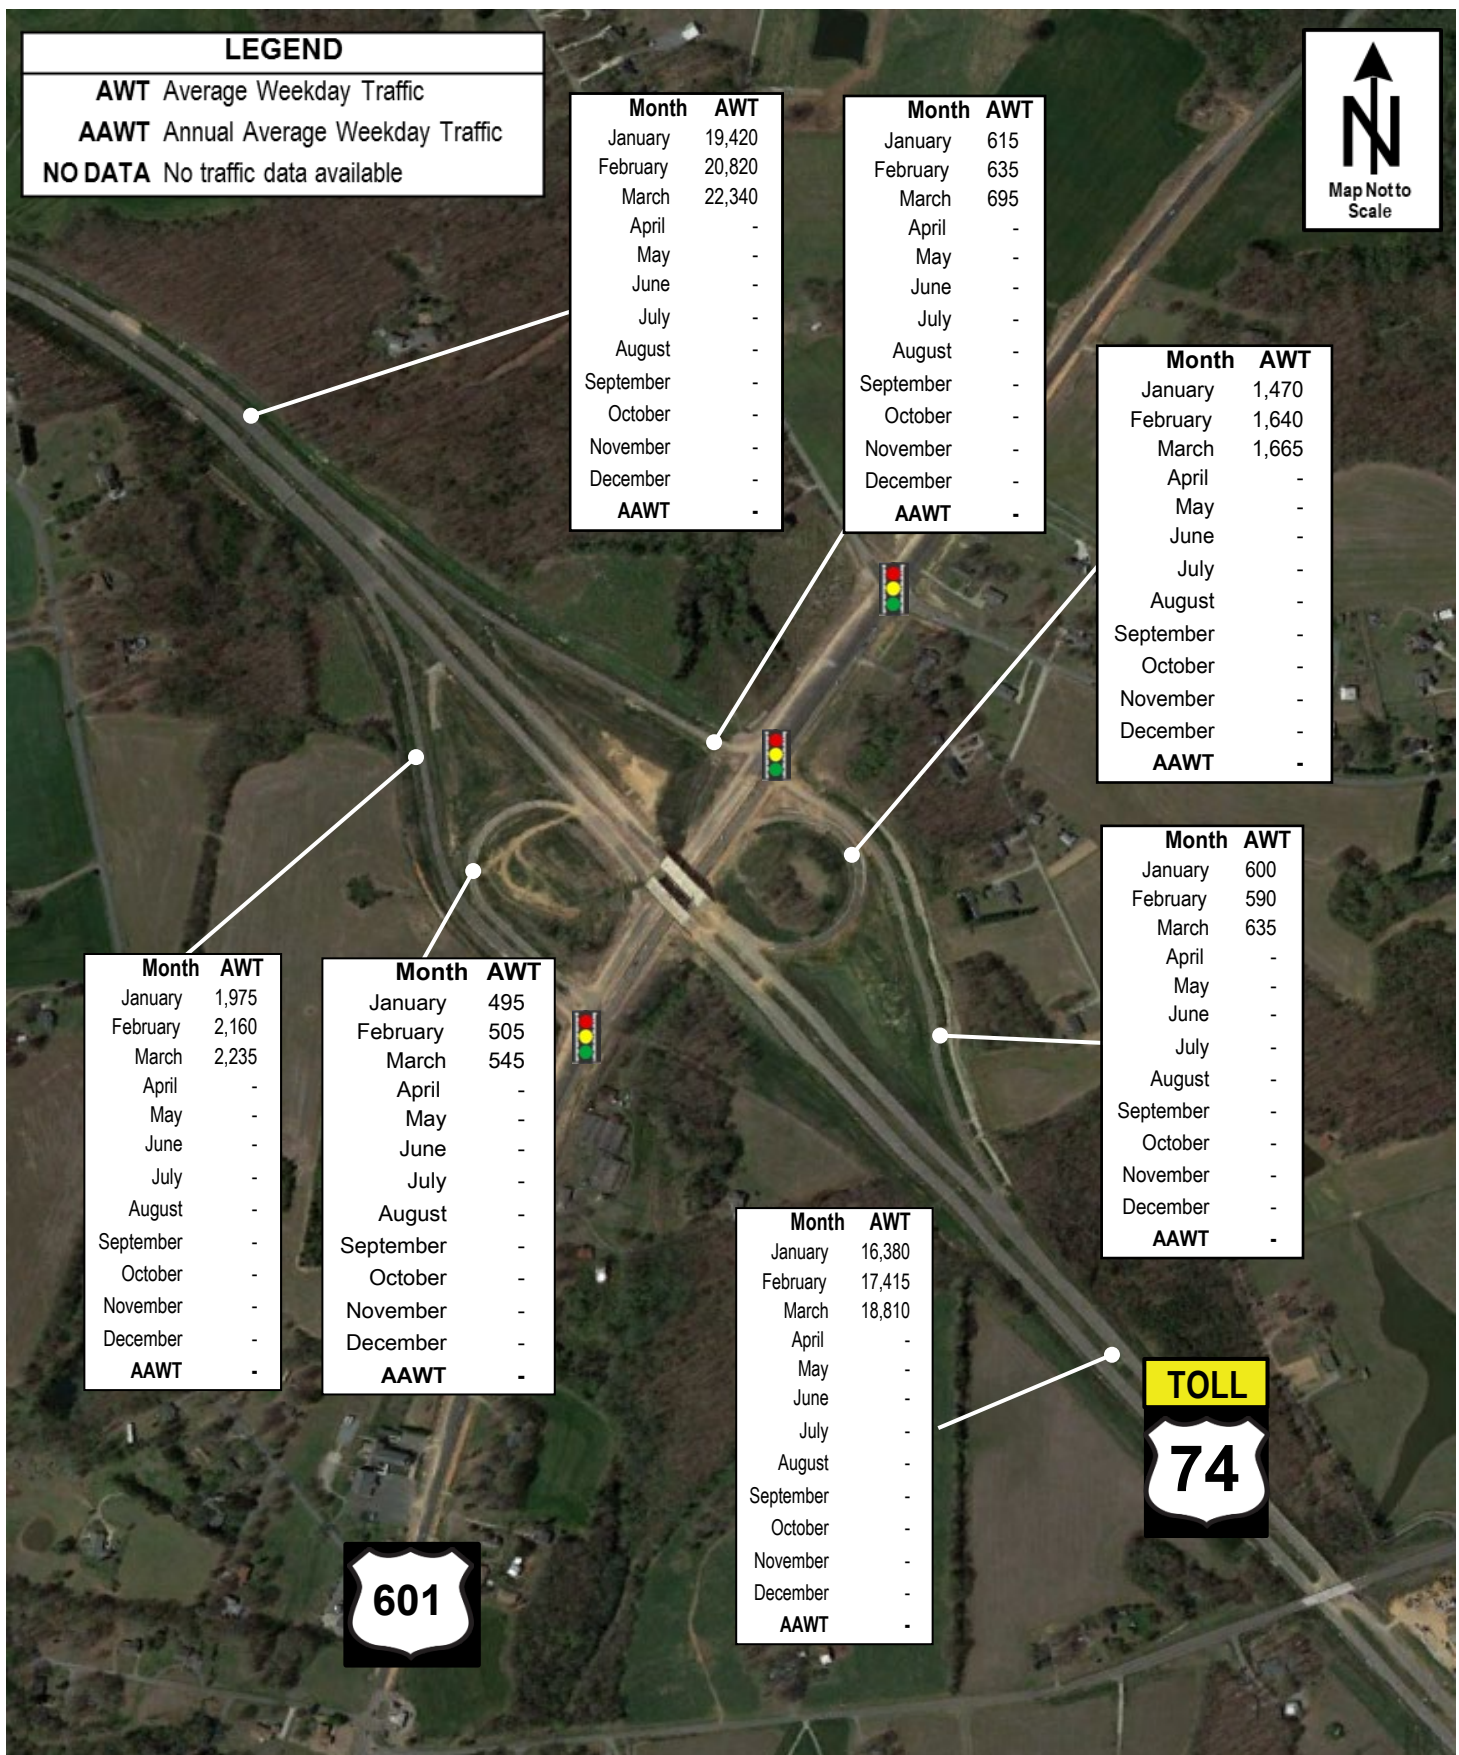 LEGEND
AWT Average Weekday Traffic
AAWT Annual Average Weekday Traffic
NO DATA No traffic data available
N
Map Not to
Scale
Month AWT
January 19,420
February 20,820
March 22,340
April -
May -
June -
July -
August -
September -
October -
November -
December -
AAWT -
Month AWT
January 615
February 635
March 695
April -
May -
June -
July -
August -
September -
October -
November -
December -
AAWT -
Month AWT
January 1,470
February 1,640
March 1,665
April -
May -
June -
July -
August -
September -
October -
November -
December -
AAWT -
Month AWT
January 600
February 590
March 635
April -
May -
June -
July -
August -
September -
October -
November -
December -
AAWT -
Month AWT
January 1,975
February 2,160
March 2,235
April -
May -
June -
July -
August -
September -
October -
November -
December -
AAWT -
Month AWT
January 495
February 505
March 545
April -
May -
June -
July -
August -
September -
October -
November -
December -
AAWT -
Month AWT
January 16,380
February 17,415
March 18,810
April -
May -
June -
July -
August -
September -
October -
November -
December -
AAWT -
TOLL
74
601